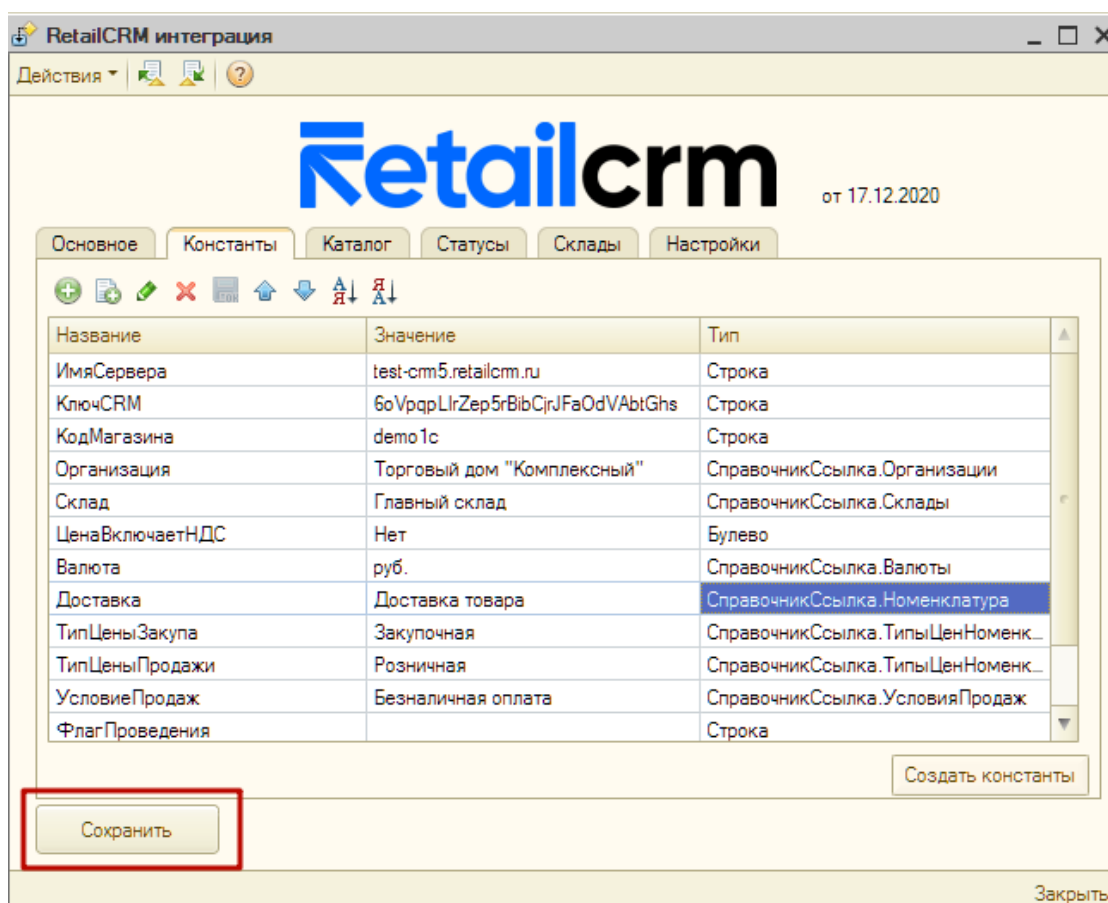 RetailCRM интеграция
Действия
Retailcrm
от 17.12.2020
Основное Константы Каталог Статусы Склады Настройки
Название Значение Тип
ИмяСервера test-crm5.retailcrm.ru Строка
КлючCRM 6oVpqpLIrZep5rBibCjrJFaOdVAbtGhs Строка
КодМагазина demo1c Строка
Организация Торговый дом "Комплексный" СправочникСсылка.Организации
Склад Главный склад СправочникСсылка.Склады
ЦенаВключаетНДС Нет Булево
Валюта руб. СправочникСсылка.Валюты
Доставка Доставка товара СправочникСсылка.Номенклатура
ТипЦеныЗакупа Закупочная СправочникСсылка.ТипыЦенНоменк...
ТипЦеныПродажи Розничная СправочникСсылка.ТипыЦенНоменк...
УсловиеПродаж Безналичная оплата СправочникСсылка.УсловияПродаж
ФлагПроведения Строка
Создать константы
Сохранить
Закрыть